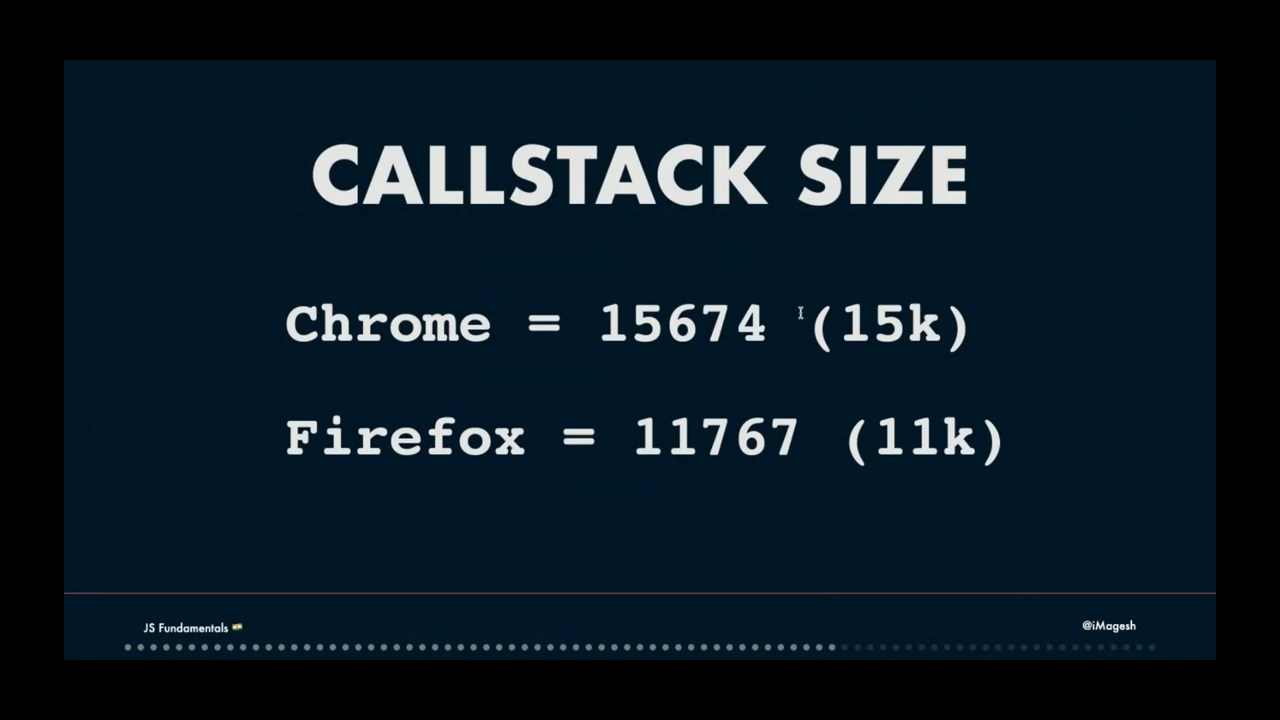 CALLSTACK SIZE
Chrome = 15674 (15k)
Firefox = 11767 (11k)
JS Fundamentals 🇮🇳
@iMagesh